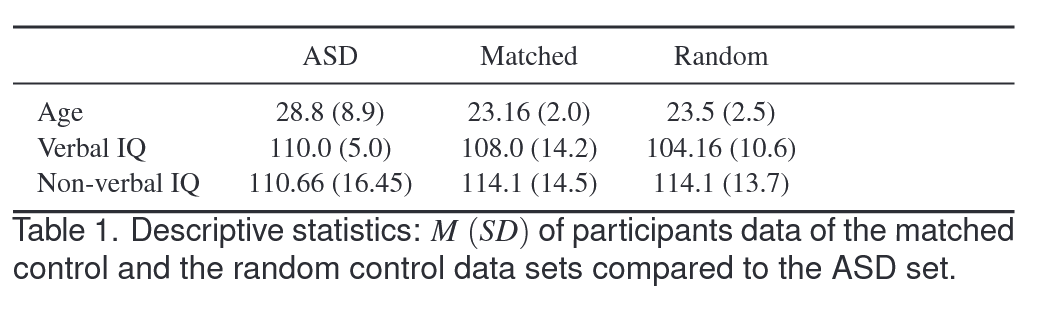 ASD Matched Random
Age 28.8 (8.9) 23.16 (2.0) 23.5 (2.5)
Verbal IQ 110.0 (5.0) 108.0 (14.2) 104.16 (10.6)
Non-verbal IQ 110.66 (16.45) 114.1 (14.5) 114.1 (13.7)
Table 1. Descriptive statistics: M (SD) of participants data of the matched
control and the random control data sets compared to the ASD set.